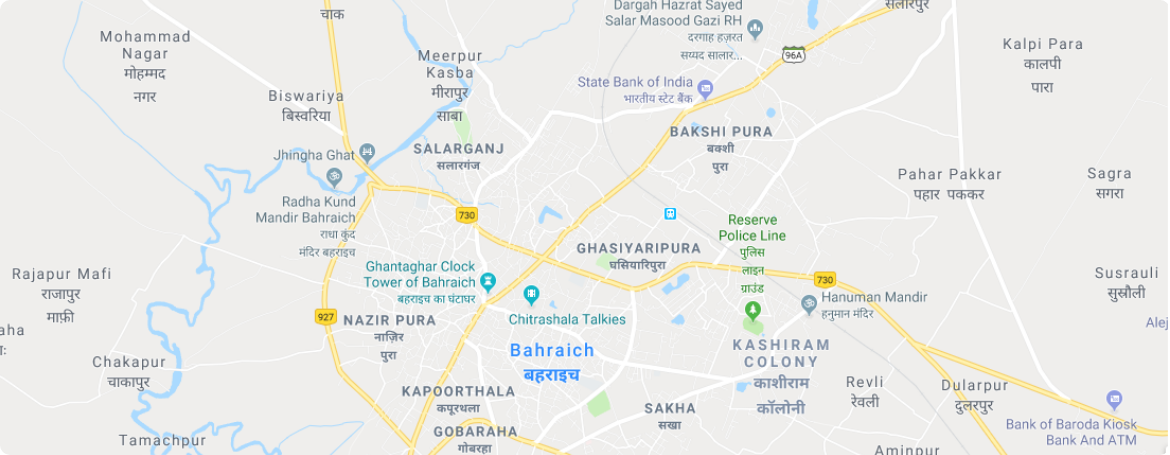 चाक
Dargah Hazrat Sayed
Salar Masood Gazi RH
दरगाह हज़रत
सय्यद सालार...
सलारपुर
Mohammad
Nagar
मोहम्मद
नगर
Meerpur
Kasba
मीरापुर
साबा
96A
Kalpi Para
कालपी
पारा
Biswariya
बिस्वरिया
State Bank of India
भारतीय स्टेट बैंक
BAKSHI PURA
बक्शी
पुरा
SALARGANJ
सलारगंज
Jhingha Ghat
Radha Kund
Mandir Bahraich
राधा कुंद
मंदिर बहराइच
Pahar Pakkar
पहार पककर
Sagra
सगरा
730
Reserve
Police Line
पुलिस
लाइन
ग्राउंड
GHASIYARIPURA
घसियारिपुरा
Rajapur Mafi
राजापुर
माफ़ी
Ghantaghar Clock
Tower of Bahraich
बहराइच का घंटाघर
730
Susrauli
सुस्रौली
Hanuman Mandir
हनुमान मंदिर
927
NAZIR PURA
नाज़िर
पुरा
Chitrashala Talkies
aha
Alej
Bahraich
बहराइच
KASHIRAM
COLONY
काशीराम
कॉलोनी
Chakapur
चाकापुर
KAPOORTHALA
कपूरथला
Revli
रेवली
Dularpur
दुलरपुर
SAKHA
सखा
GOBARAHA
गोबरहा
Bank of Baroda Kiosk
Bank And ATM
Tamachpur
Aminpur